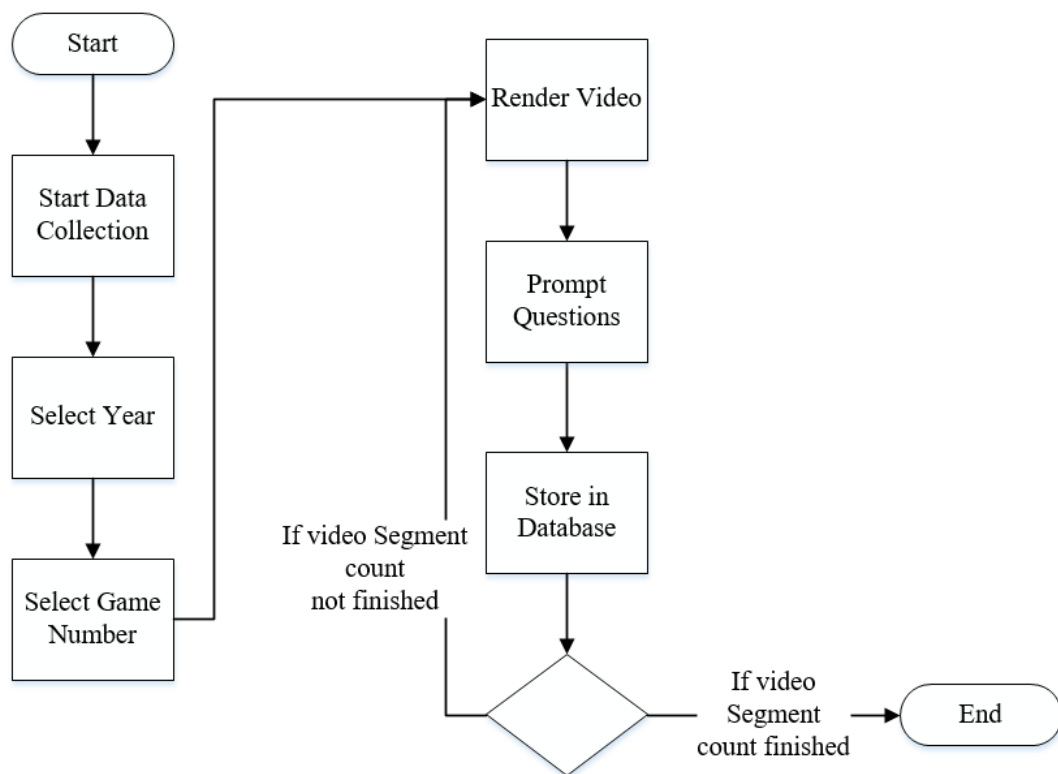 Start
Start Data
Collection
Select Year
Select Game
Number
Render Video
Prompt
Questions
Store in
Database
If video Segment
count
not finished
If video
Segment
count finished
End